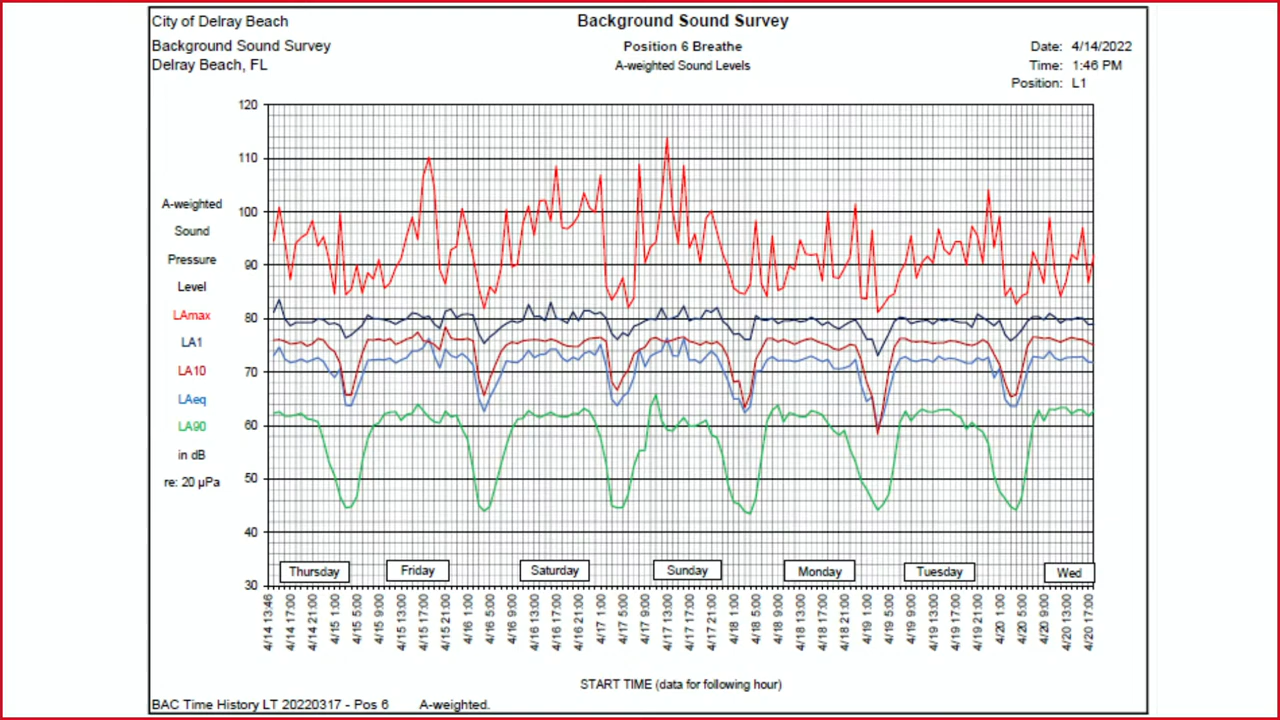 City of Delray Beach
Background Sound Survey
Background Sound Survey
Position 6 Breathe
Date: 4/14/2022
Delray Beach, FL
A-weighted Sound Levels
Time: 1:46 PM
Position: L1
120
110
100
90
80
70
60
50
40
30
A-weighted
Sound
Pressure
Level
LAmax
LA1
LA10
LAeq
LA90
in dB
re: 20 µPa
Thursday
Friday
Saturday
Sunday
Monday
Tuesday
Wed
4/14 13:46
4/14 17:00
4/14 21:00
4/15 1:00
4/15 5:00
4/15 9:00
4/15 13:00
4/15 17:00
4/15 21:00
4/16 1:00
4/16 5:00
4/16 9:00
4/16 13:00
4/16 17:00
4/16 21:00
4/17 1:00
4/17 5:00
4/17 9:00
4/17 13:00
4/17 17:00
4/17 21:00
4/18 1:00
4/18 5:00
4/18 9:00
4/18 13:00
4/18 17:00
4/18 21:00
4/19 1:00
4/19 5:00
4/19 9:00
4/19 13:00
4/19 17:00
4/19 21:00
4/20 1:00
4/20 5:00
4/20 9:00
4/20 13:00
4/20 17:00
START TIME (data for following hour)
BAC Time History LT 20220317 - Pos 6 A-weighted.